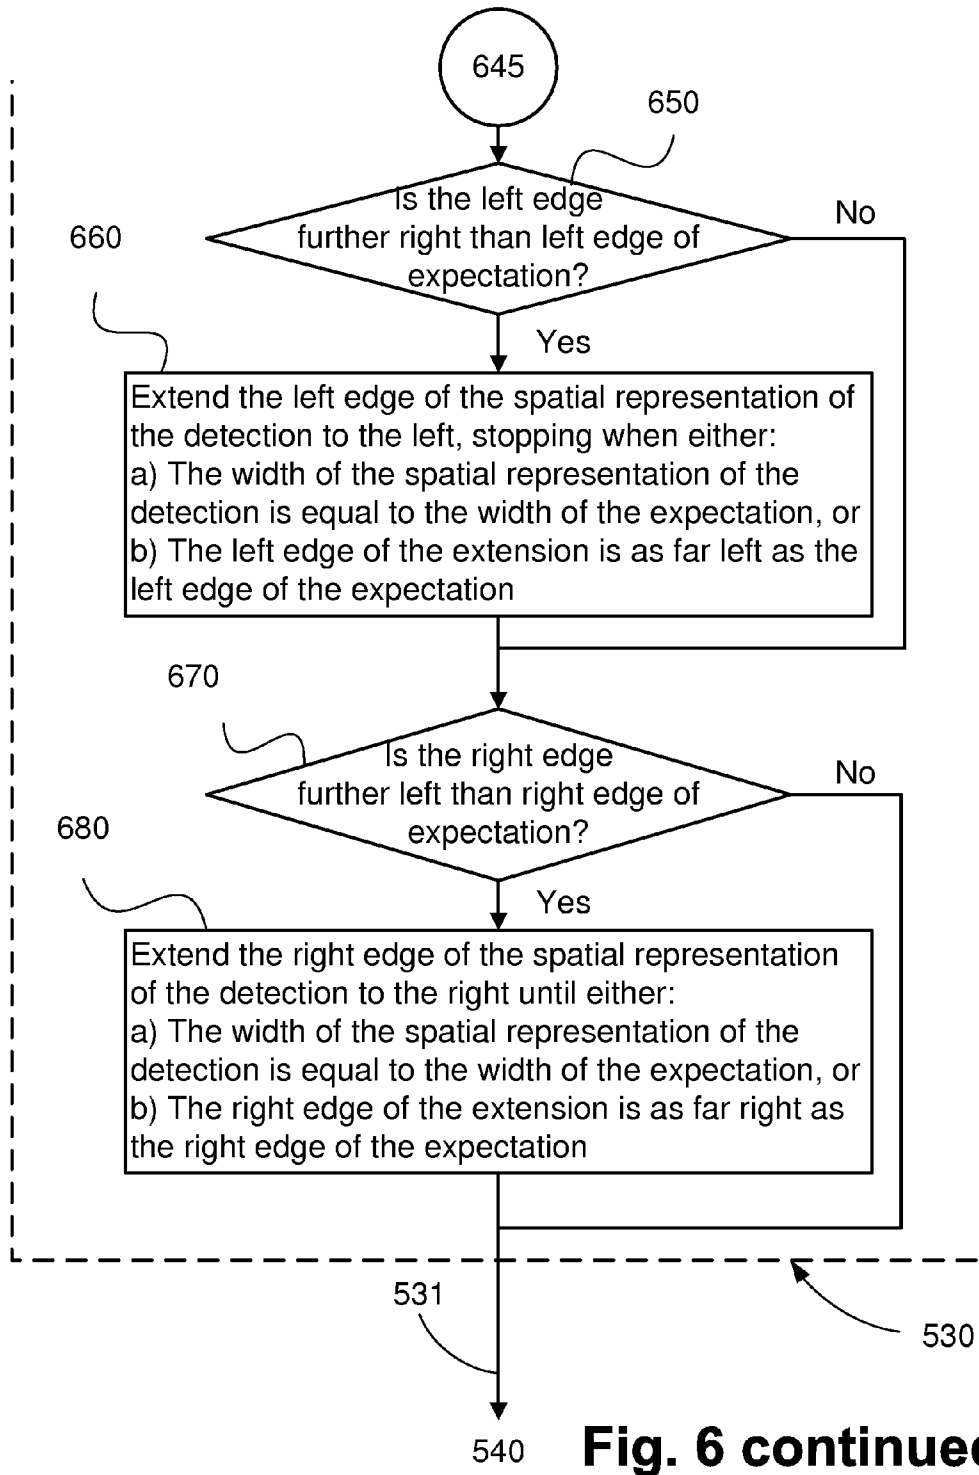 645
650
Is the left edge
further right than left edge of
expectation?
No
660
Yes
Extend the left edge of the spatial representation of
the detection to the left, stopping when either:
a) The width of the spatial representation of the
detection is equal to the width of the expectation, or
b) The left edge of the extension is as far left as the
left edge of the expectation
670
Is the right edge
further left than right edge of
expectation?
No
680
Yes
Extend the right edge of the spatial representation
of the detection to the right until either:
a) The width of the spatial representation of the
detection is equal to the width of the expectation, or
b) The right edge of the extension is as far right as
the right edge of the expectation
531
530
540
Fig. 6 continued